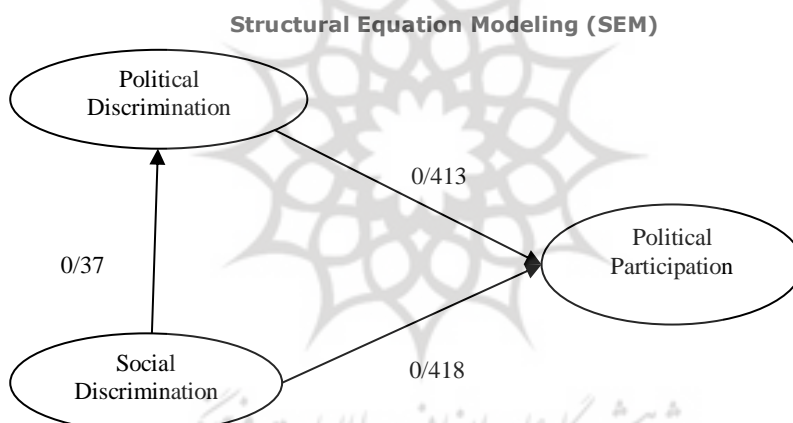 Structural Equation Modeling (SEM)
Political
Discrimination
0/413
Political
Participation
0/37
Social
Discrimination
0/418